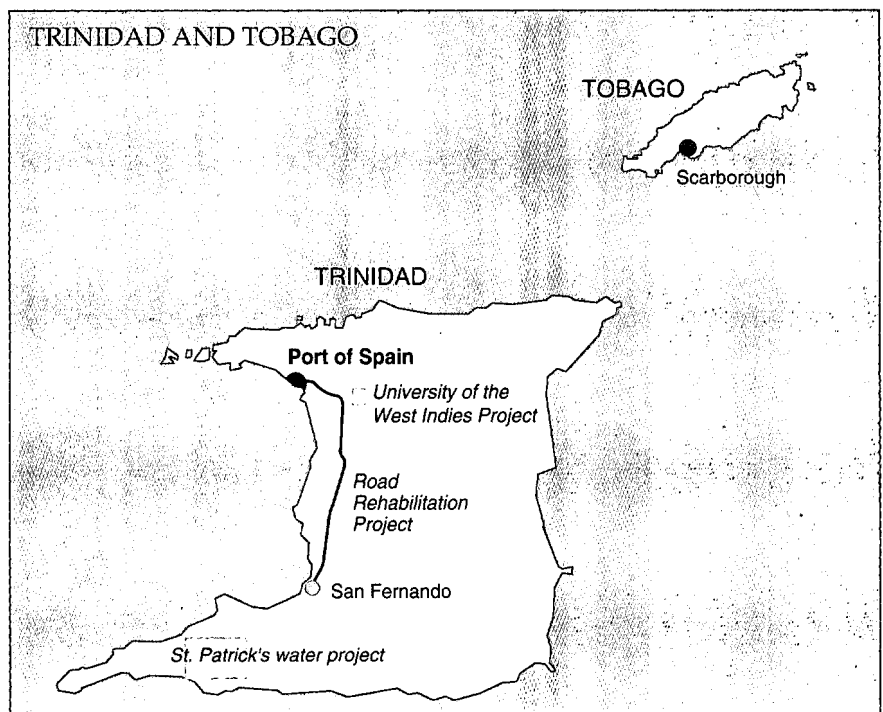 TRINIDAD AND TOBAGO
TOBAGO
Scarborough
TRINIDAD
Port of Spain
University of the
West Indies Project
Road
Rehabilitation
Project
San Fernando
St. Patrick's water project